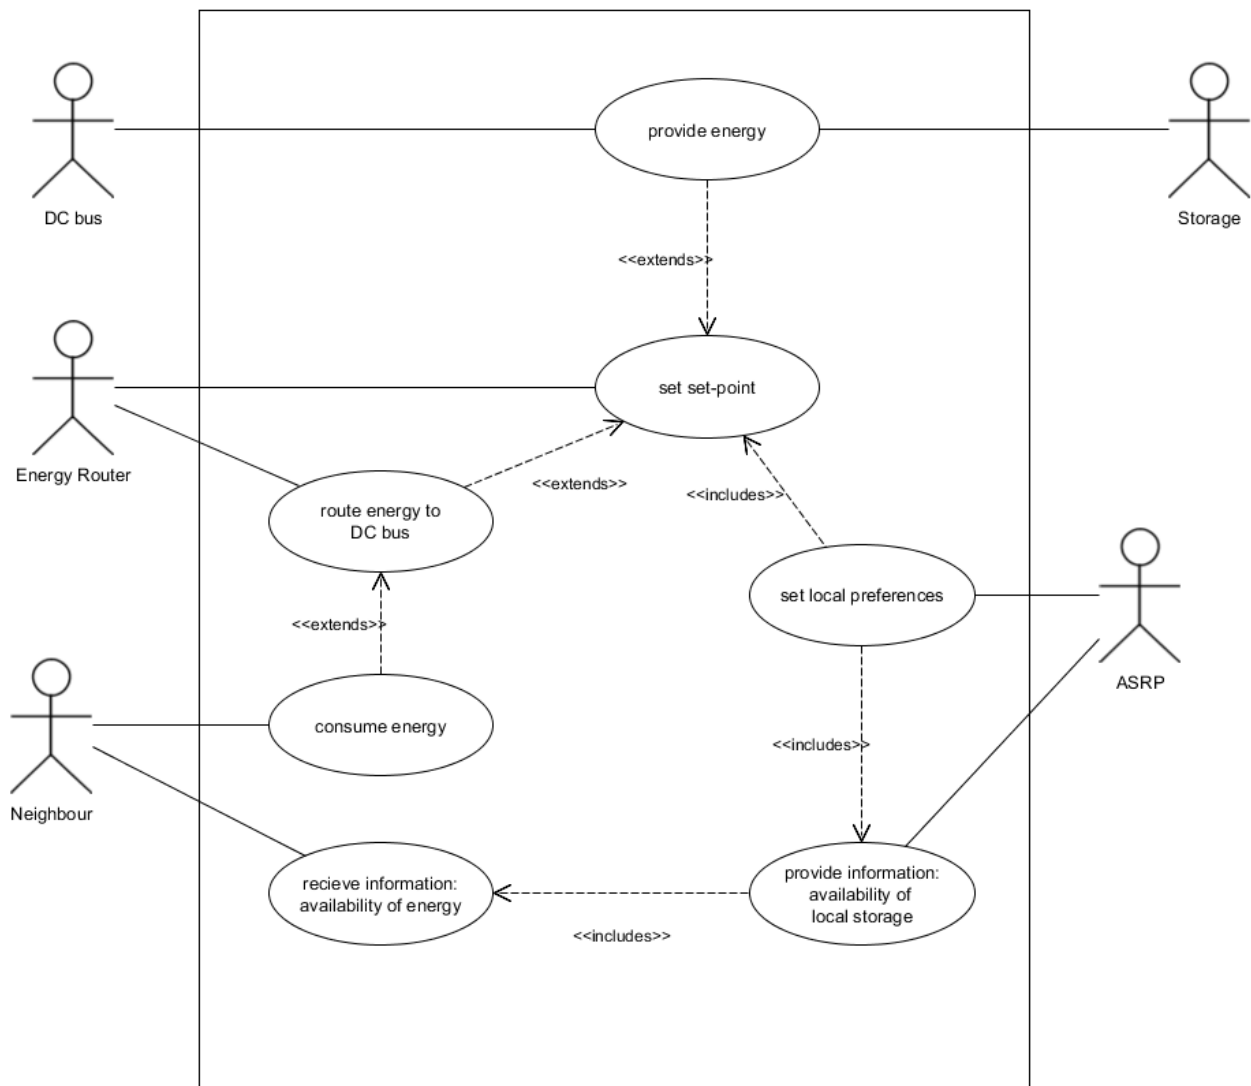 provide energy
DC bus
Storage
<<extends>>
set set-point
Energy Router
<<extends>>
<<includes>>
route energy to
DC bus
set local preferences
<<extends>>
ASRP
consume energy
<<includes>>
Neighbour
recieve information:
availability of energy
provide information:
availability of
local storage
<<includes>>